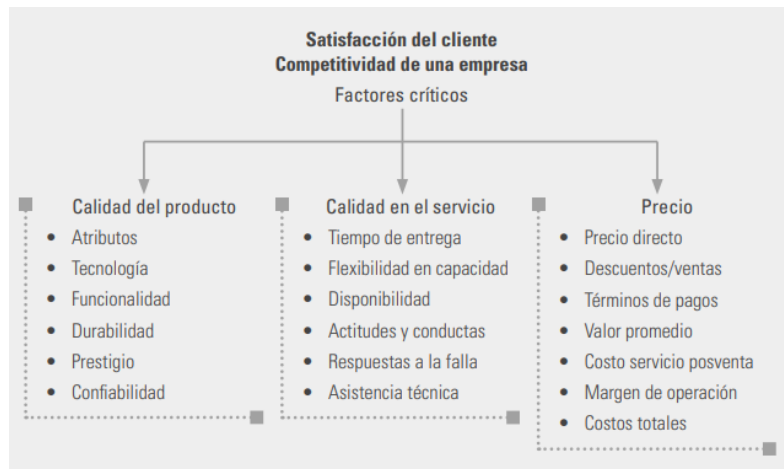 Satisfacción del cliente
Competitividad de una empresa
Factores críticos
Calidad del producto
• Atributos
• Tecnología
• Funcionalidad
• Durabilidad
• Prestigio
• Confiabilidad
Calidad en el servicio
• Tiempo de entrega
• Flexibilidad en capacidad
• Disponibilidad
• Actitudes y conductas
• Respuestas a la falla
• Asistencia técnica
Precio
• Precio directo
• Descuentos/ventas
• Términos de pagos
• Valor promedio
• Costo servicio posventa
• Margen de operación
• Costos totales